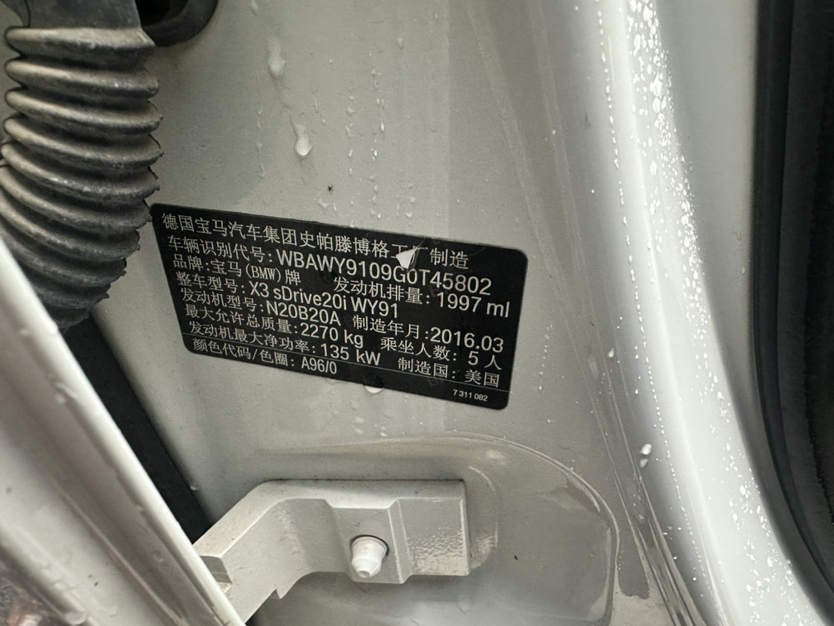 德国宝马汽车集团史帕滕博格工厂制造
车辆识别代号: WBAWY9109G0T45802
品牌: 宝马(BMW)牌 发动机排量: 1997 ml
整车型号: X3 sDrive20i WY91
发动机型号: N20B20A 制造年月: 2016.03
最大允许总质量: 2270 kg 乘坐人数: 5 人
发动机最大净功率: 135 kW 制造国: 美国
颜色代码/色圈: A96/0
7 311 082